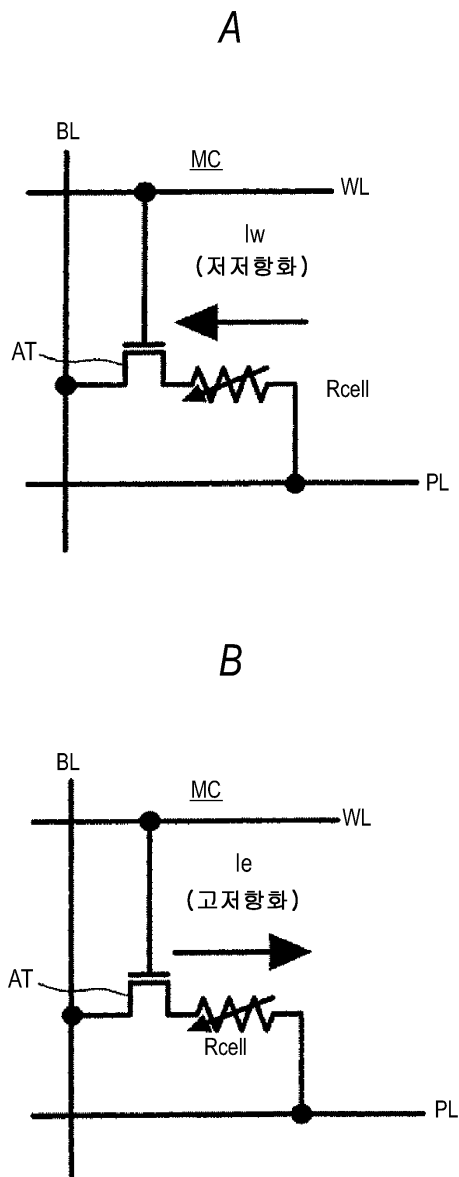 A
BL
MC
WL
Iw
(저저항화)
AT
Rcell
PL
B
BL
MC
WL
Ie
(고저항화)
AT
Rcell
PL